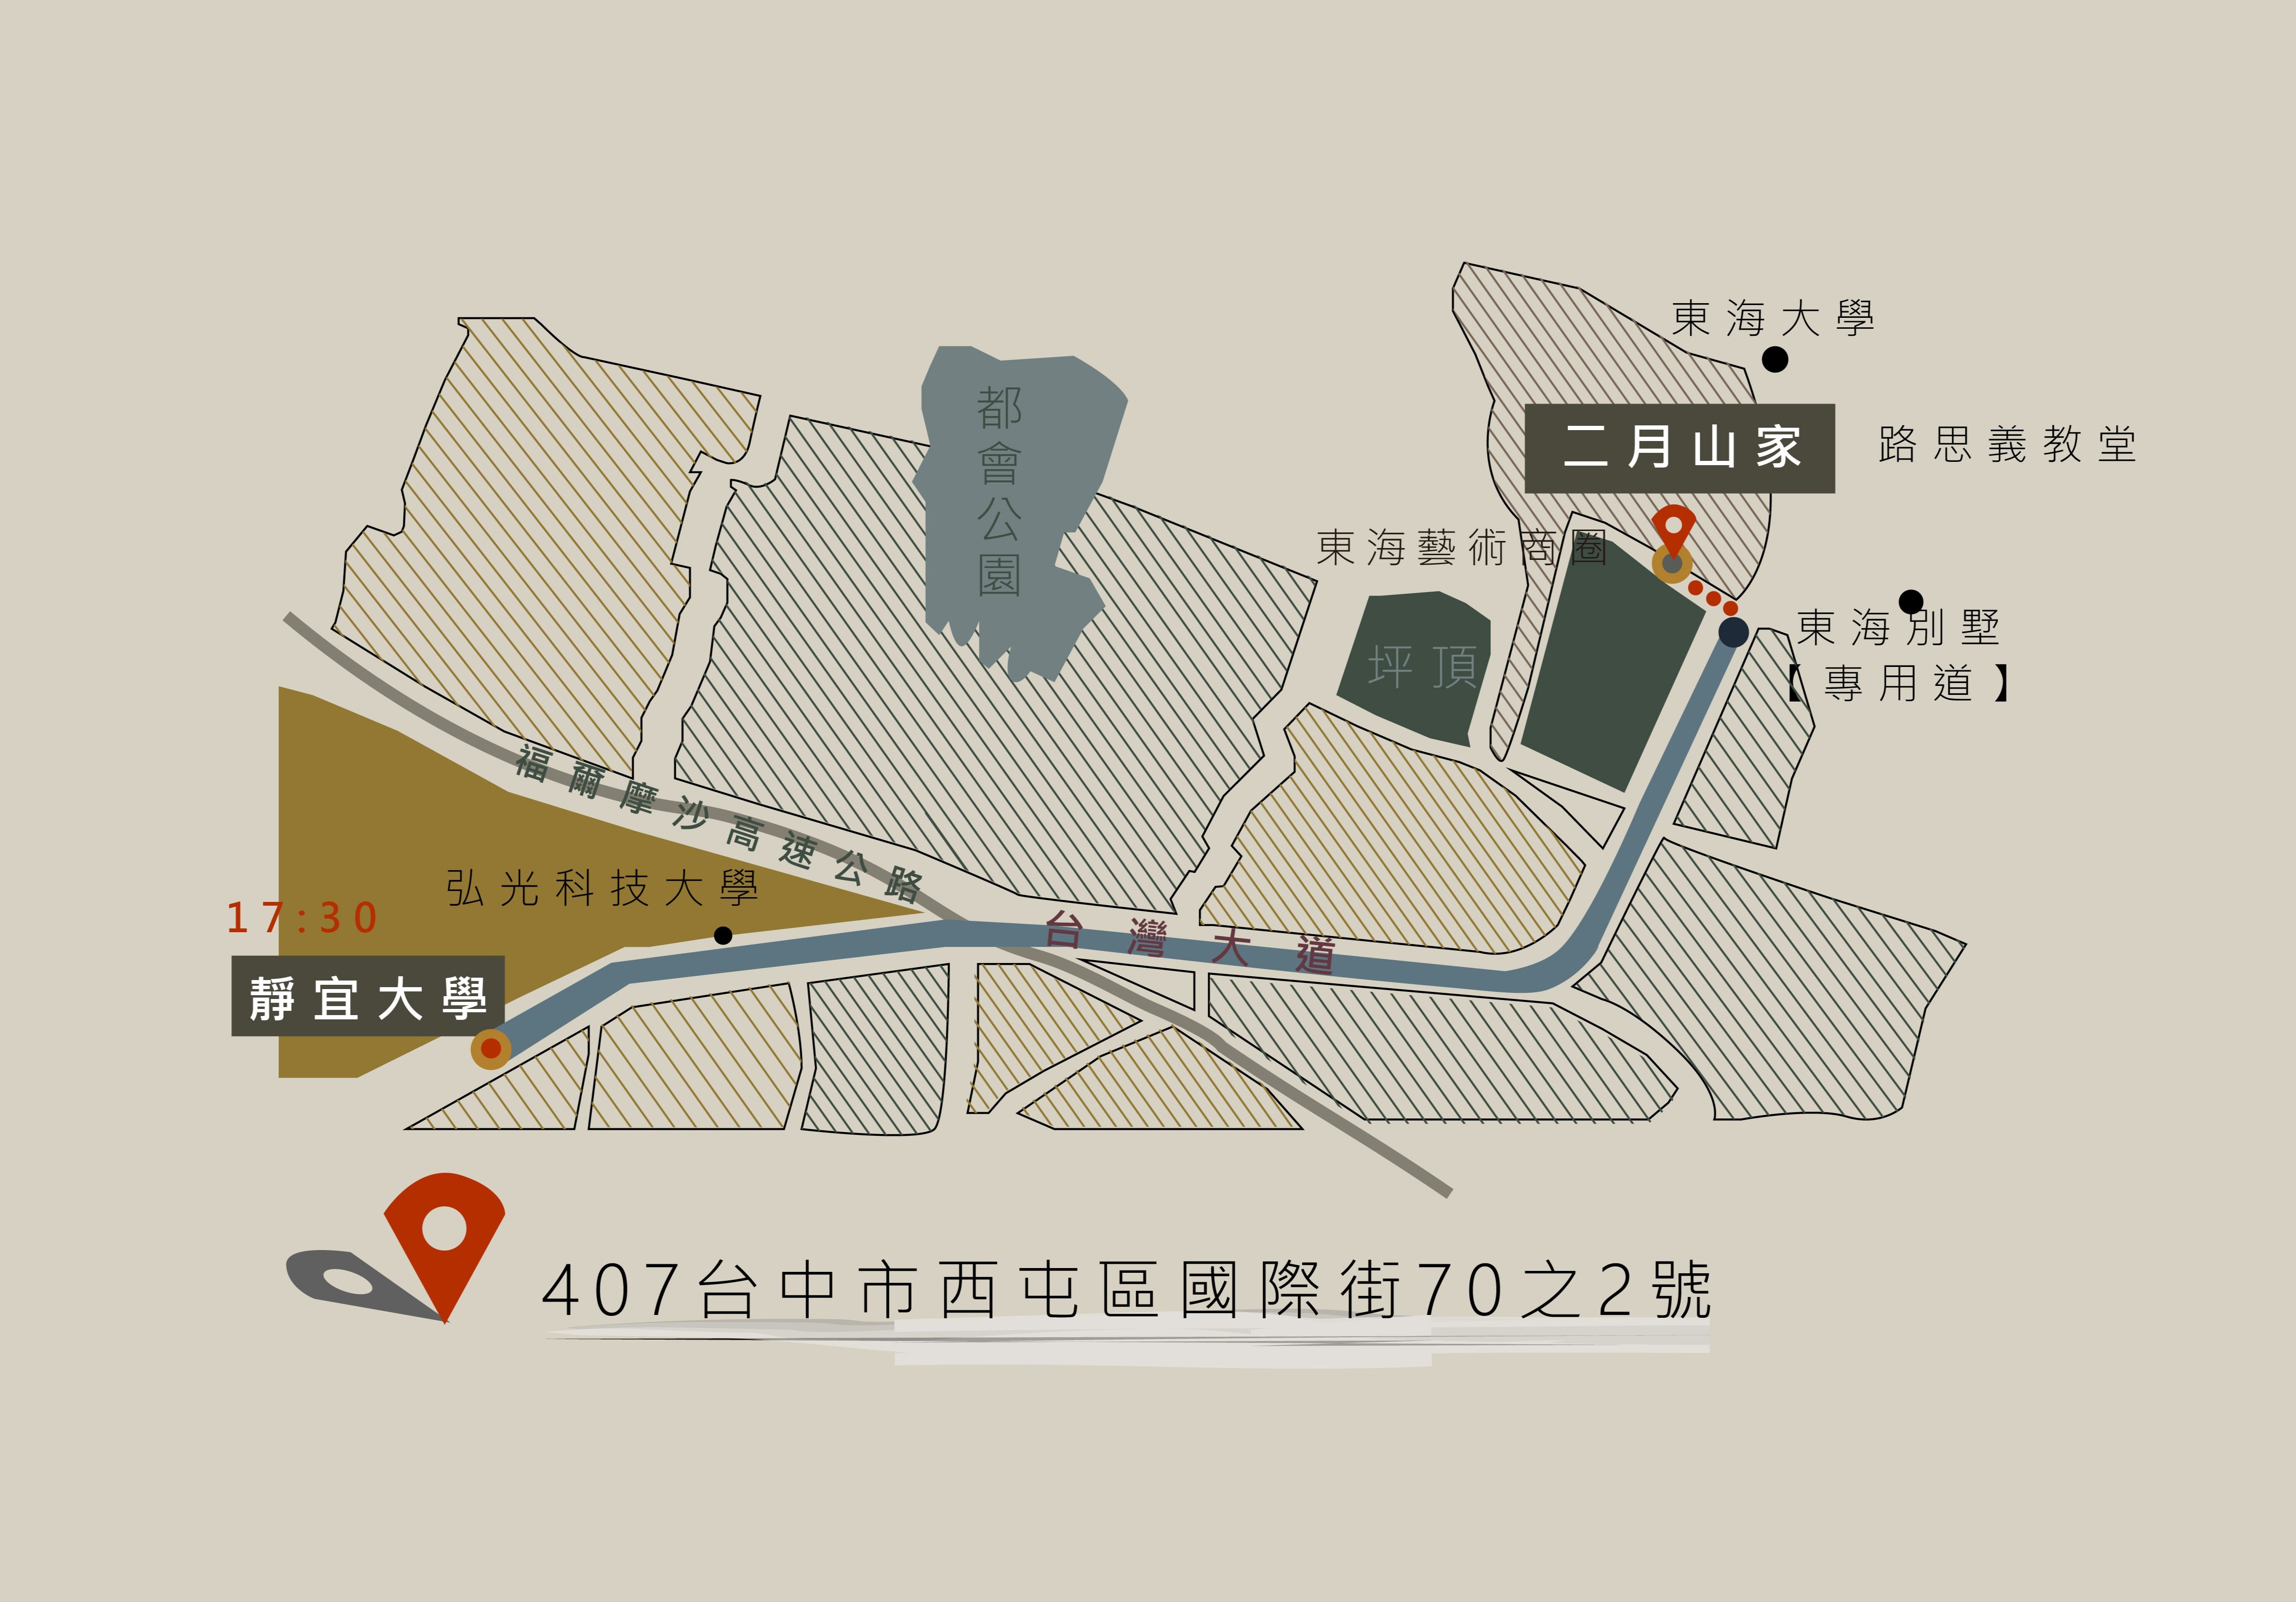 東海大學
都會公園
二月山家
路思義教堂
東海藝術商圈
東海別墅
【專用道】
坪頂
福爾摩沙高速公路
弘光科技大學
17:30
台灣大道
靜宜大學
407台中市西屯區國際街70之2號